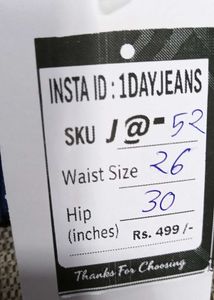 INSTA ID : 1DAYJEANS
SKU J@-52
Waist Size 26
Hip 30
(inches) Rs. 499/-
Thanks For Choosing